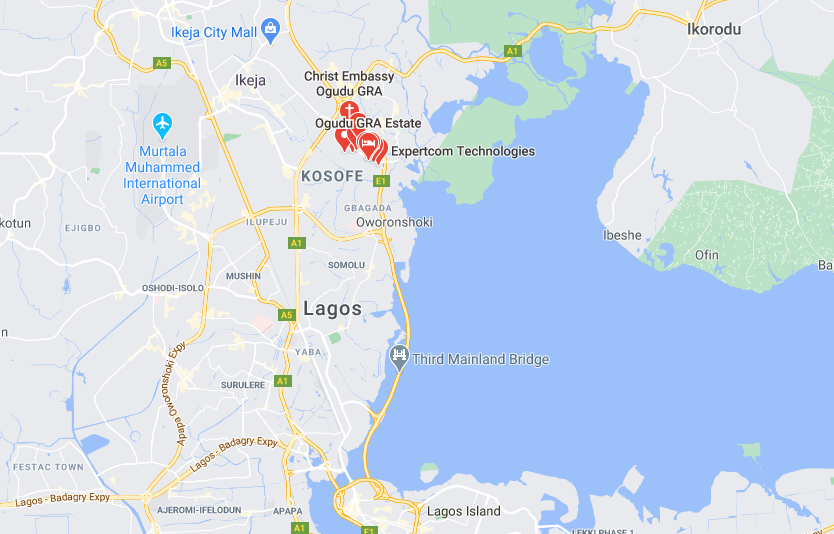 Ikorodu
Ikeja City Mall
A1
A5
Ikeja
Christ Embassy
Ogudu GRA
Ogudu GRA Estate
Expertcom Technologies
Murtala
Muhammed
International
Airport
KOSOFE
E1
GBAGADA
Oworonshoki
ILUPEJU
okotun
EJIGBO
A1
Ibeshe
Ofin
Ba
SOMOLU
MUSHIN
OSHODI-ISOLO
Lagos
A5
n
YABA
Third Mainland Bridge
SURULERE
A1
Apapa Oworonshoki Expy
Lagos - Badagry Expy
FESTAC TOWN
Lagos - Badagry Expy
AJEROMI-IFELODUN
APAPA
Lagos Island
A1
E1
LEKKI PHASE 1